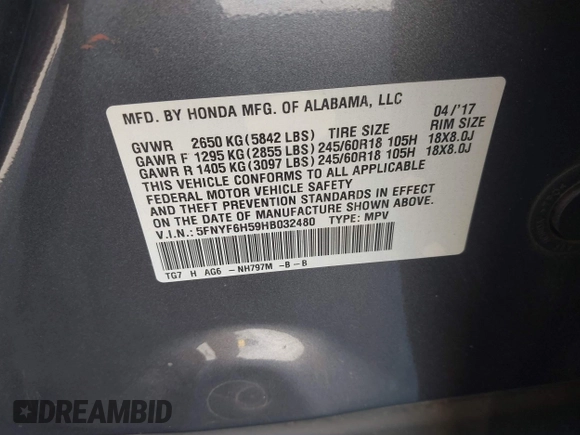 MFD. BY HONDA MFG. OF ALABAMA, LLC 04/'17
GVWR 2650 KG(5842 LBS) TIRE SIZE RIM SIZE
GAWR F 1295 KG(2855 LBS)245/60R18 105H 18X8.0J
GAWR R 1405 KG(3097 LBS)245/60R18 105H 18X8.0J
THIS VEHICLE CONFORMS TO ALL APPLICABLE
FEDERAL MOTOR VEHICLE SAFETY
AND THEFT PREVENTION STANDARDS IN EFFECT
ON THE DATE OF MANUFACTURE SHOWN ABOVE.
V.I.N.: 5FNYF6H59HB032480 TYPE: MPV
TG7 H AG6 -NH797M -B-B
DREAMBID